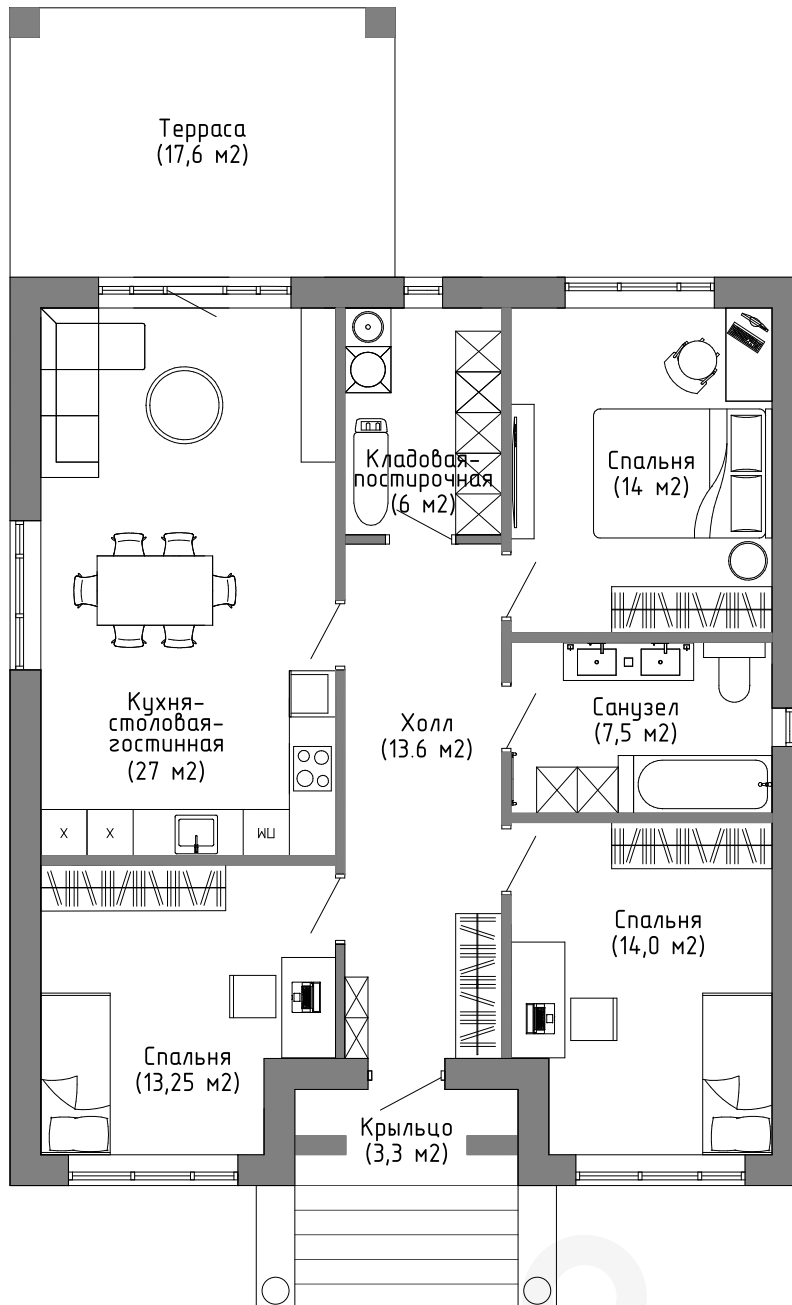 Терраса
(17,6 м2)
Кладовая-
постирочная
(6 м2)
Спальня
(14 м2)
Кухня-
столовая-
гостинная
(27 м2)
Холл
(13.6 м2)
Санузел
(7,5 м2)
X X ПМ
Спальня
(14,0 м2)
Спальня
(13,25 м2)
Крыльцо
(3,3 м2)